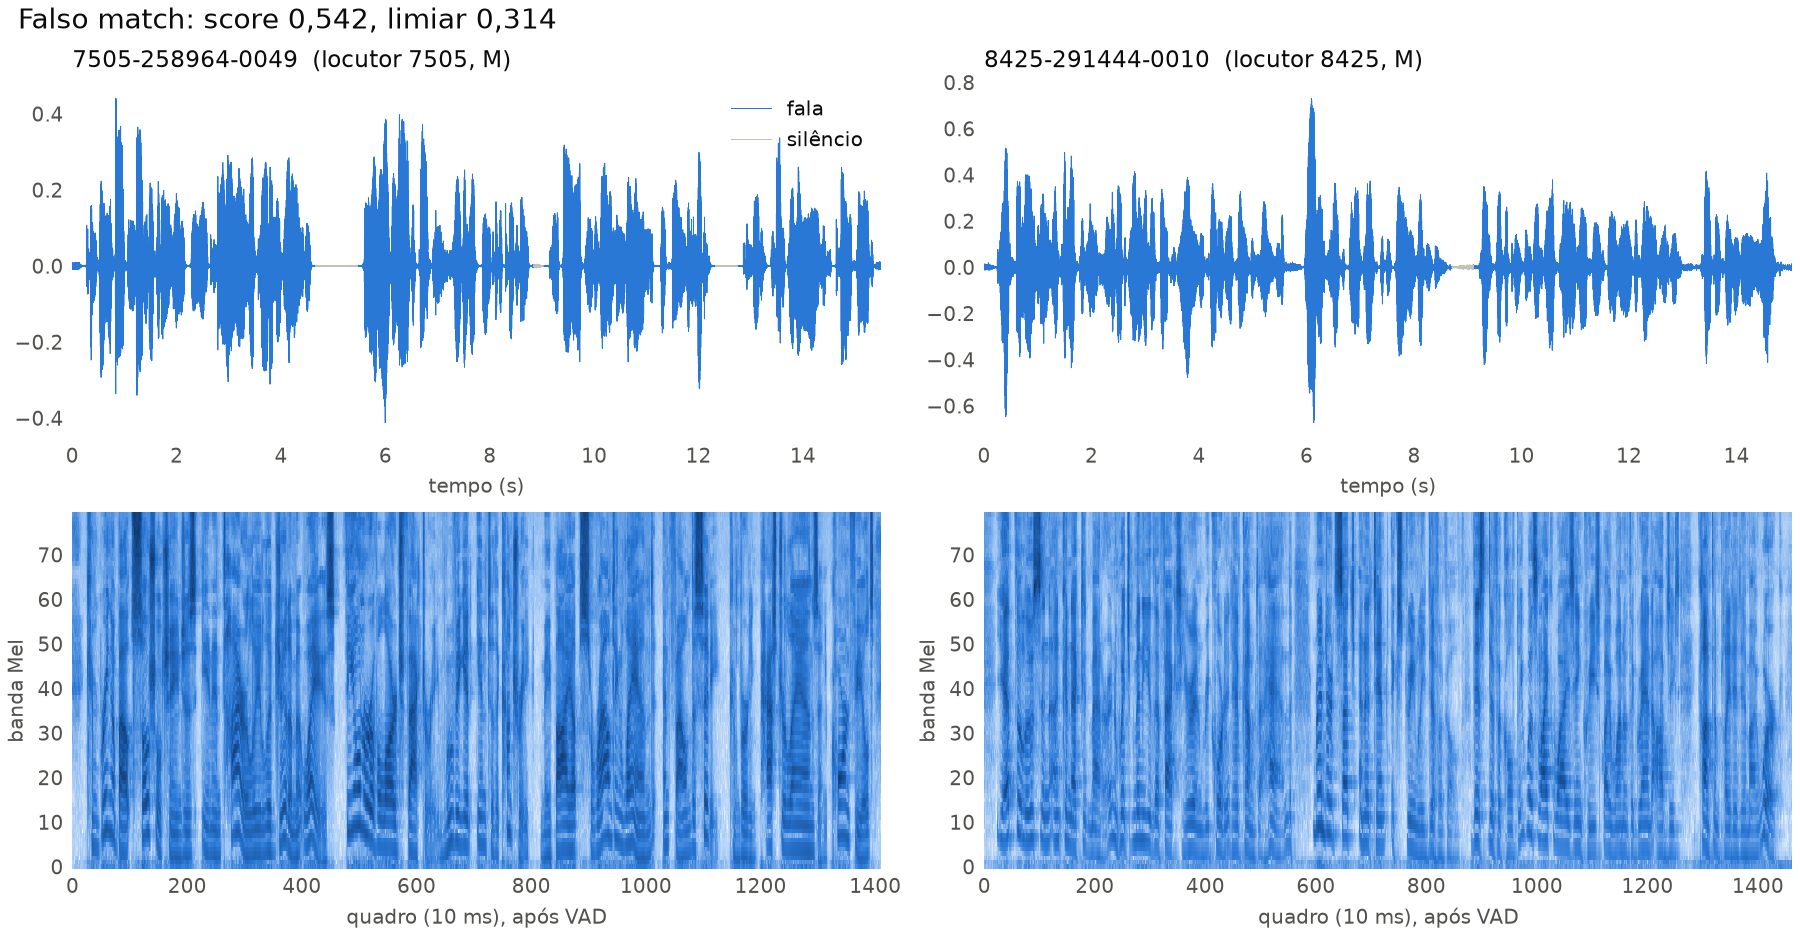 Falso match: score 0,542, limiar 0,314
7505-258964-0049  (locutor 7505, M)
fala
silêncio
0.4
0.2
0.0
−0.2
−0.4
0 2 4 6 8 10 12 14
tempo (s)
8425-291444-0010  (locutor 8425, M)
0.8
0.6
0.4
0.2
0.0
−0.2
−0.4
−0.6
0 2 4 6 8 10 12 14
tempo (s)
banda Mel
70
60
50
40
30
20
10
0
0 200 400 600 800 1000 1200 1400
quadro (10 ms), após VAD
banda Mel
70
60
50
40
30
20
10
0
0 200 400 600 800 1000 1200 1400
quadro (10 ms), após VAD